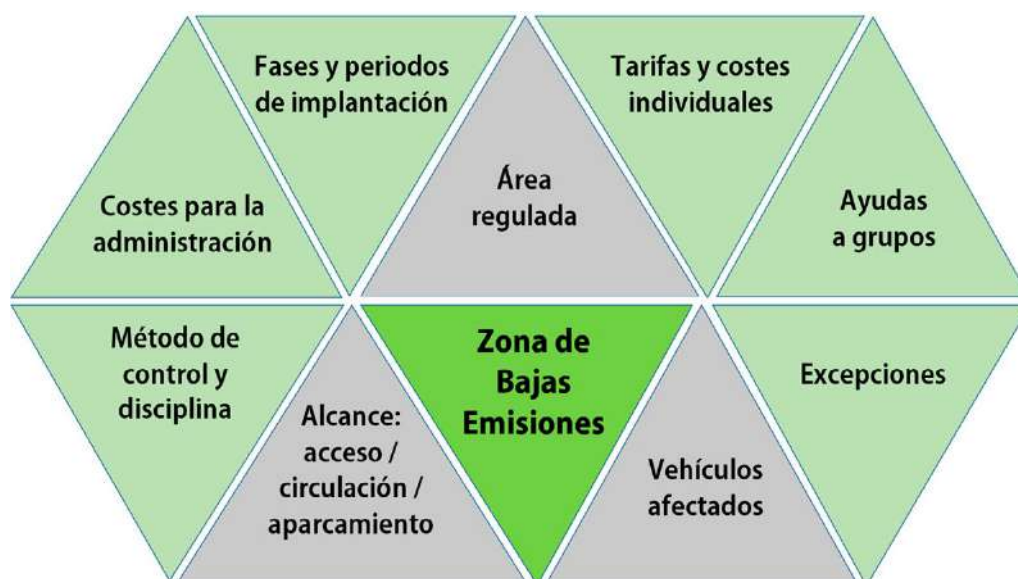 Fases y periodos
de implantación
Tarifas y costes
individuales
Costes para la
administración
Área
regulada
Ayudas
a grupos
Método de
control y
disciplina
Alcance:
acceso /
circulación /
aparcamiento
Zona de
Bajas
Emisiones
Vehículos
afectados
Excepciones